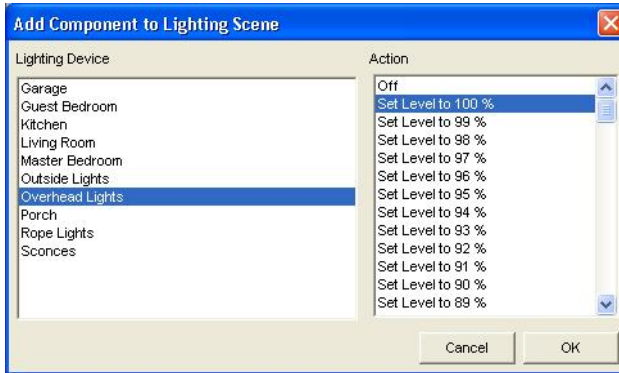 Add Component to Lighting Scene
Lighting Device
Garage
Guest Bedroom
Kitchen
Living Room
Master Bedroom
Outside Lights
Overhead Lights
Porch
Rope Lights
Sconces
Action
Off
Set Level to 100 %
Set Level to 99 %
Set Level to 98 %
Set Level to 97 %
Set Level to 96 %
Set Level to 95 %
Set Level to 94 %
Set Level to 93 %
Set Level to 92 %
Set Level to 91 %
Set Level to 90 %
Set Level to 89 %
Cancel
OK